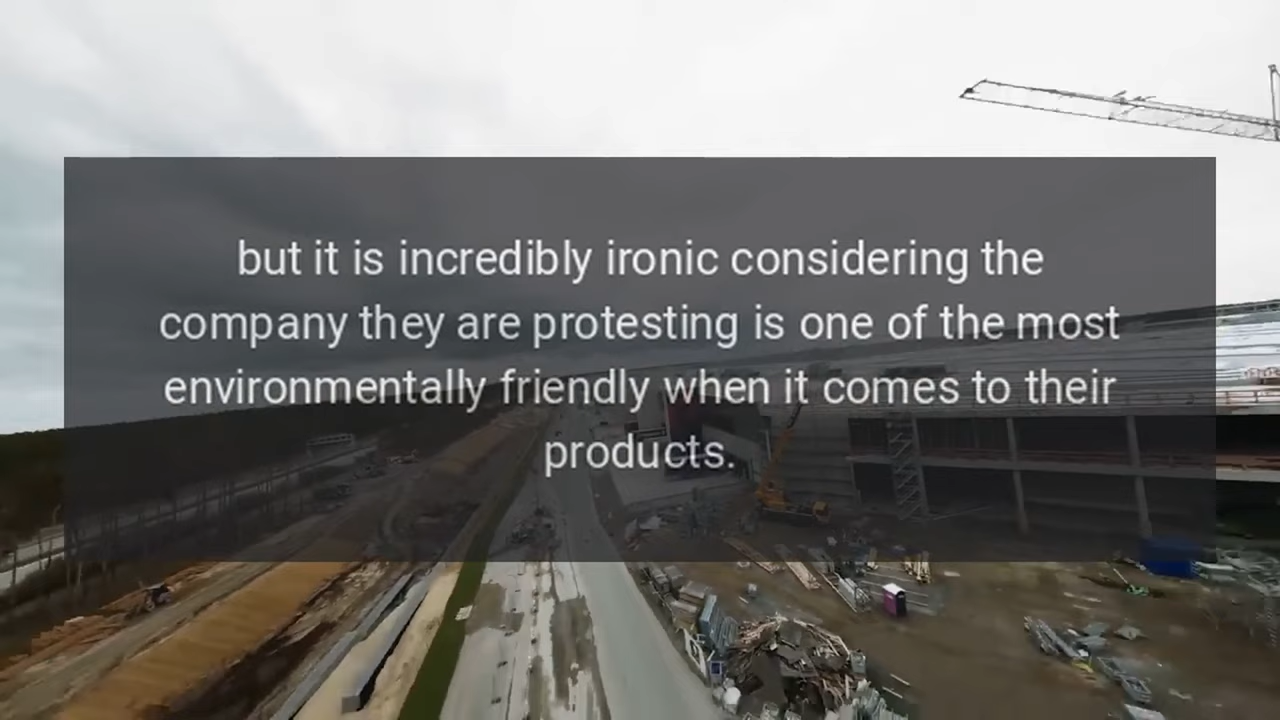 but it is incredibly ironic considering the
company they are protesting is one of the most
environmentally friendly when it comes to their
products.